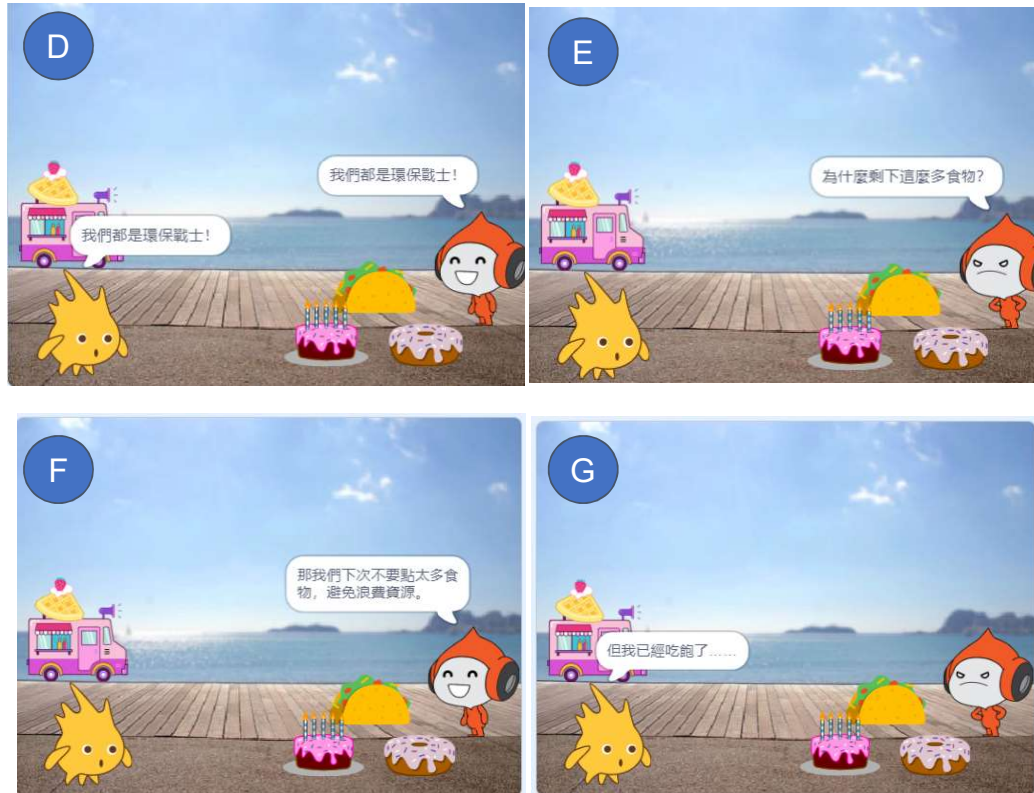 D
我們都是環保戰士！
我們都是環保戰士！
E
為什麼剩下這麼多食物？
F
那我們下次不要點太多食
物，避免浪費資源。
G
但我已經吃飽了……